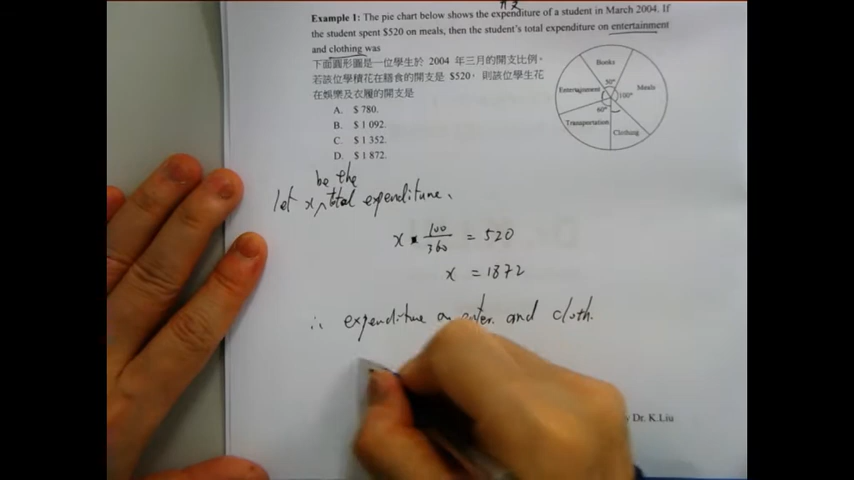 Example 1: The pie chart below shows the expenditure of a student in March 2004. If
the student spent $520 on meals, then the student's total expenditure on entertainment
and clothing was
下面圓形圖是一位學生於 2004 年三月的開支比例。
若該位學積花在膳食的開支是 $520，則該位學生花
在娛樂及衣履的開支是
A. $ 780.
B. $ 1 092.
C. $ 1 352.
D. $ 1 872.
Books
50°
Entertainment
Meals
100°
60°
Transportation
Clothing
be the
let x ^ total expenditure.
x · 100/360 = 520
x = 1872
∴ expenditure on enter. and cloth.
Dr. K.Liu